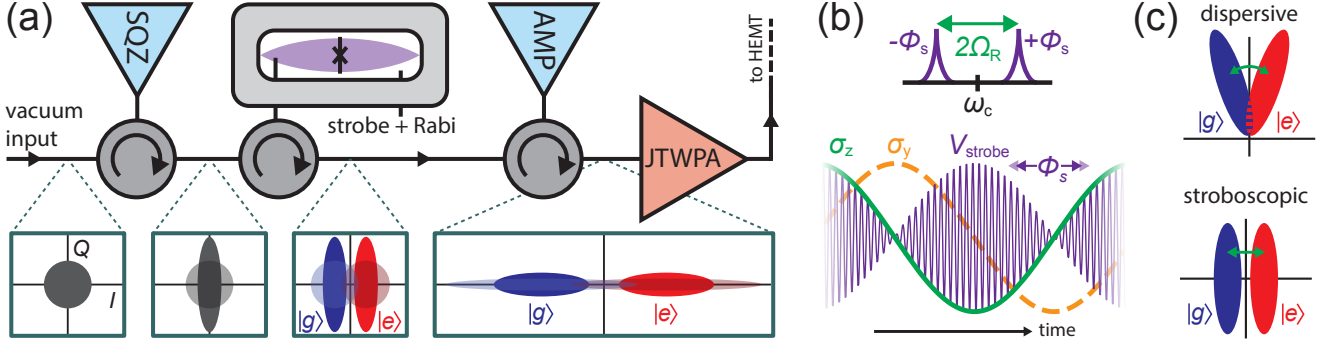 (a)
SQZ
AMP
to HEMT
vacuum
input
strobe + Rabi
JTWPA
Q
I
|g⟩ |e⟩
|g⟩ |e⟩
(b)
-Φs +Φs
2ΩR
ωc
σz σy Vstrobe Φs
time
(c)
dispersive
|g⟩ |e⟩
stroboscopic
|g⟩ |e⟩